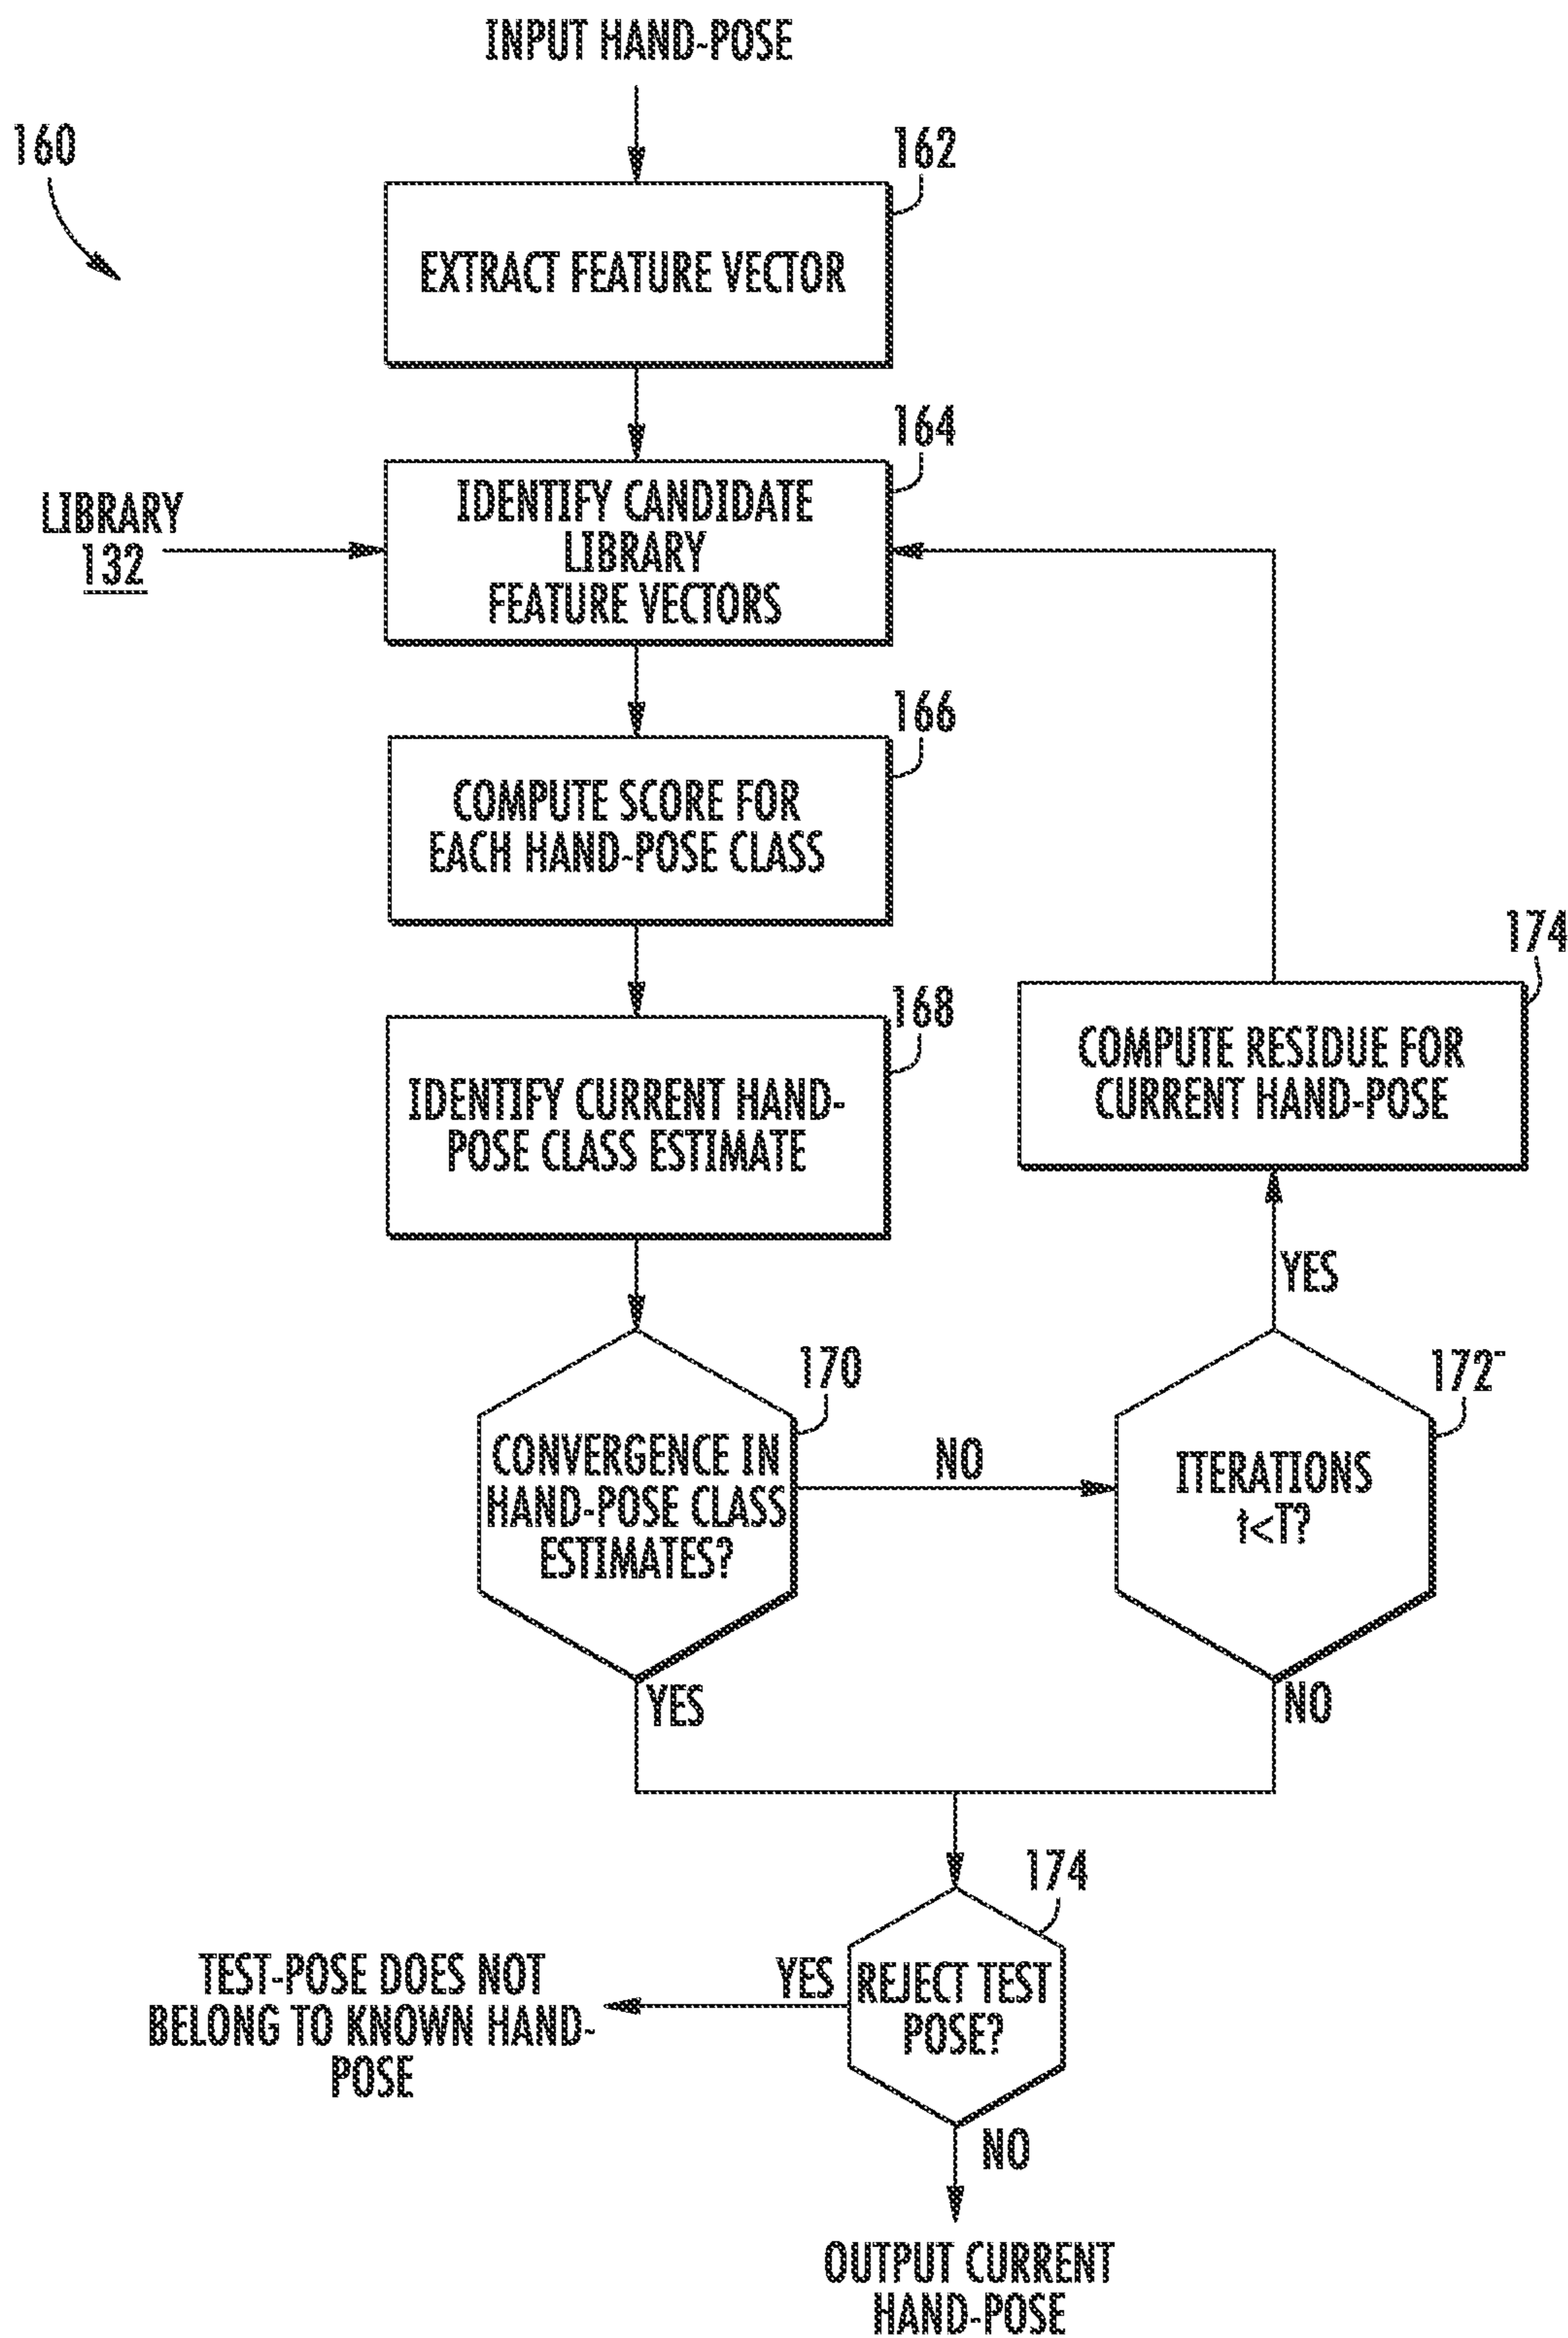 INPUT HAND-POSE
160
162
EXTRACT FEATURE VECTOR
164
LIBRARY
132
IDENTIFY CANDIDATE
LIBRARY
FEATURE VECTORS
166
COMPUTE SCORE FOR
EACH HAND-POSE CLASS
174
COMPUTE RESIDUE FOR
CURRENT HAND-POSE
168
IDENTIFY CURRENT HAND-
POSE CLASS ESTIMATE
YES
170
CONVERGENCE IN
HAND-POSE CLASS
ESTIMATES?
NO
172
ITERATIONS
t<T?
YES
NO
174
REJECT TEST
POSE?
YES
TEST-POSE DOES NOT
BELONG TO KNOWN HAND-
POSE
NO
OUTPUT CURRENT
HAND-POSE